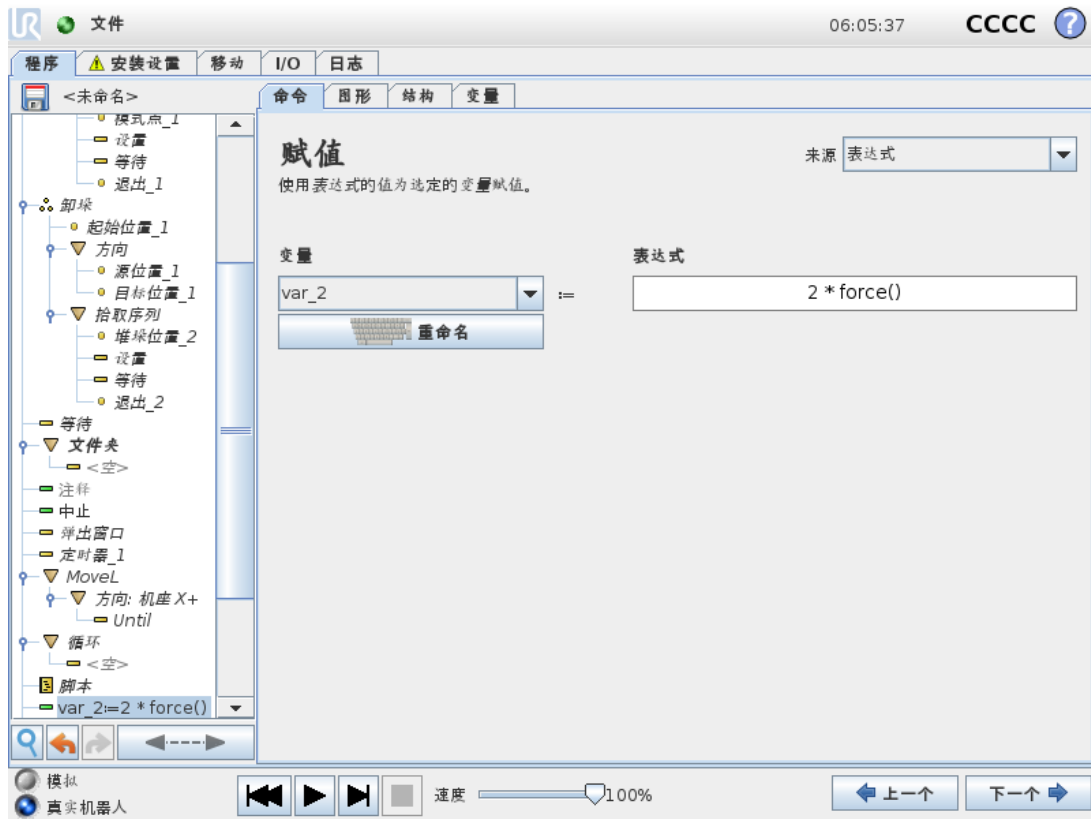 UR 文件 06:05:37 CCCC ?
程序 安装设置 移动 I/O 日志
<未命名> 命令 图形 结构 变量
模式点_1
设置
等待
退出_1
卸垛
起始位置_1
方向
源位置_1
目标位置_1
拾取序列
堆垛位置_2
设置
等待
退出_2
等待
文件夹
<空>
注释
中止
弹出窗口
定时器_1
MoveL
方向: 机座 X+
Until
循环
<空>
脚本
var_2:=2 * force()
赋值
来源 表达式
使用表达式的值为选定的变量赋值。
变量 表达式
var_2 := 2 * force()
重命名
模拟
真实机器人
速度 100%
上一个 下一个